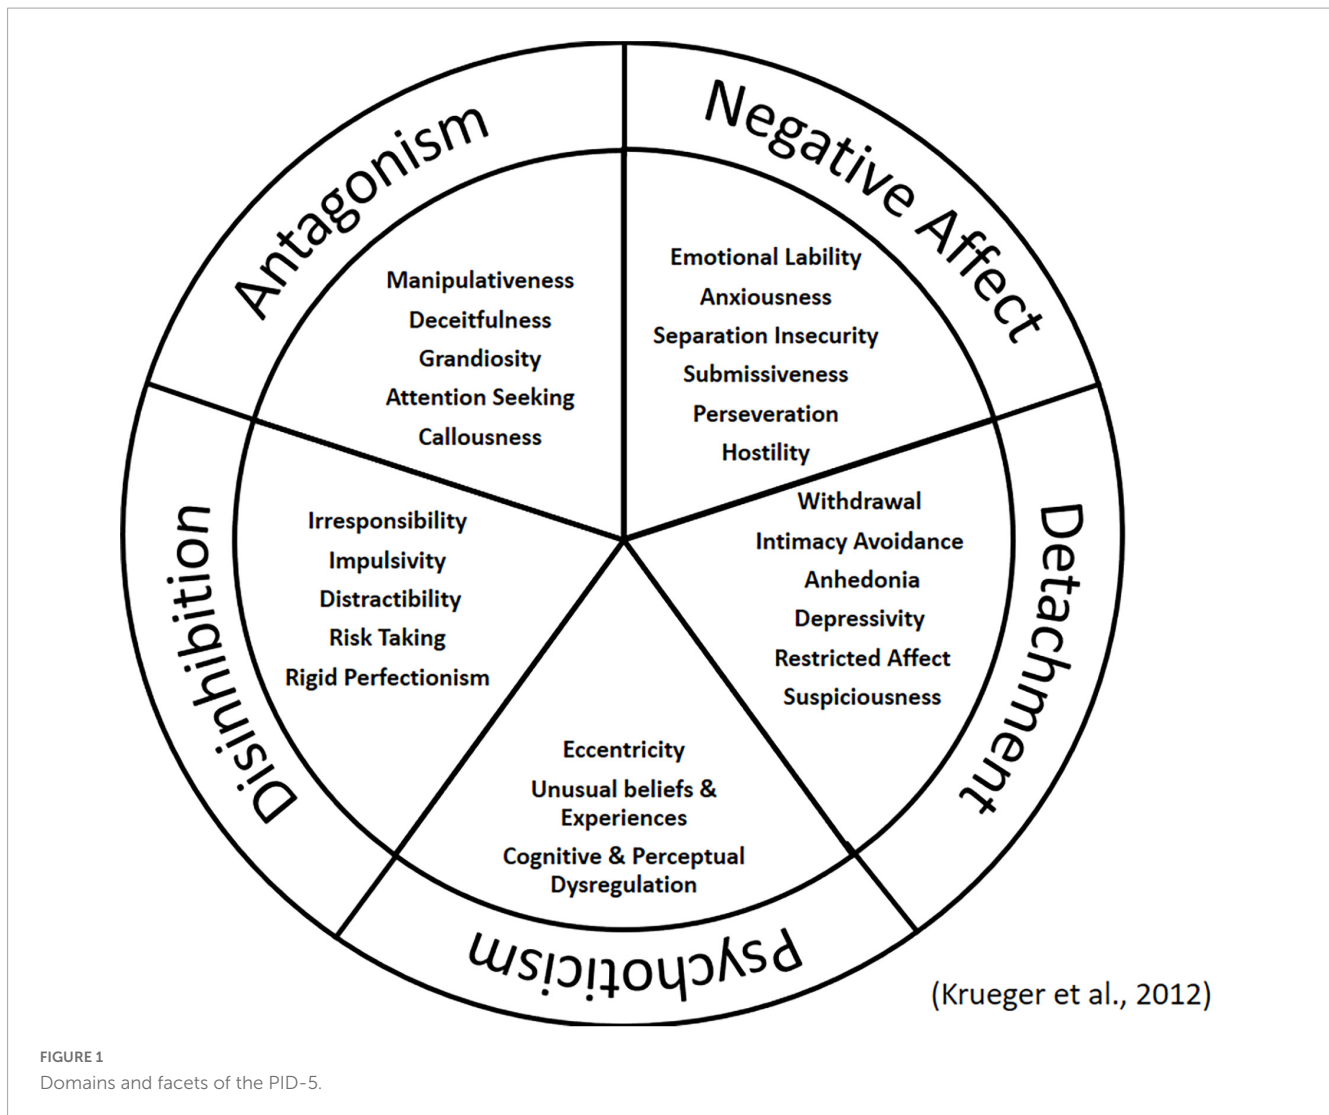 Antagonism
Negative Affect
Manipulativeness
Deceitfulness
Grandiosity
Attention Seeking
Callousness
Emotional Lability
Anxiousness
Separation Insecurity
Submissiveness
Perseveration
Hostility
Detachment
Withdrawal
Intimacy Avoidance
Anhedonia
Depressivity
Restricted Affect
Suspiciousness
Disinhibition
Irresponsibility
Impulsivity
Distractibility
Risk Taking
Rigid Perfectionism
Eccentricity
Unusual beliefs &
Experiences
Cognitive & Perceptual
Dysregulation
Psychoticism
(Krueger et al., 2012)
FIGURE 1
Domains and facets of the PID-5.